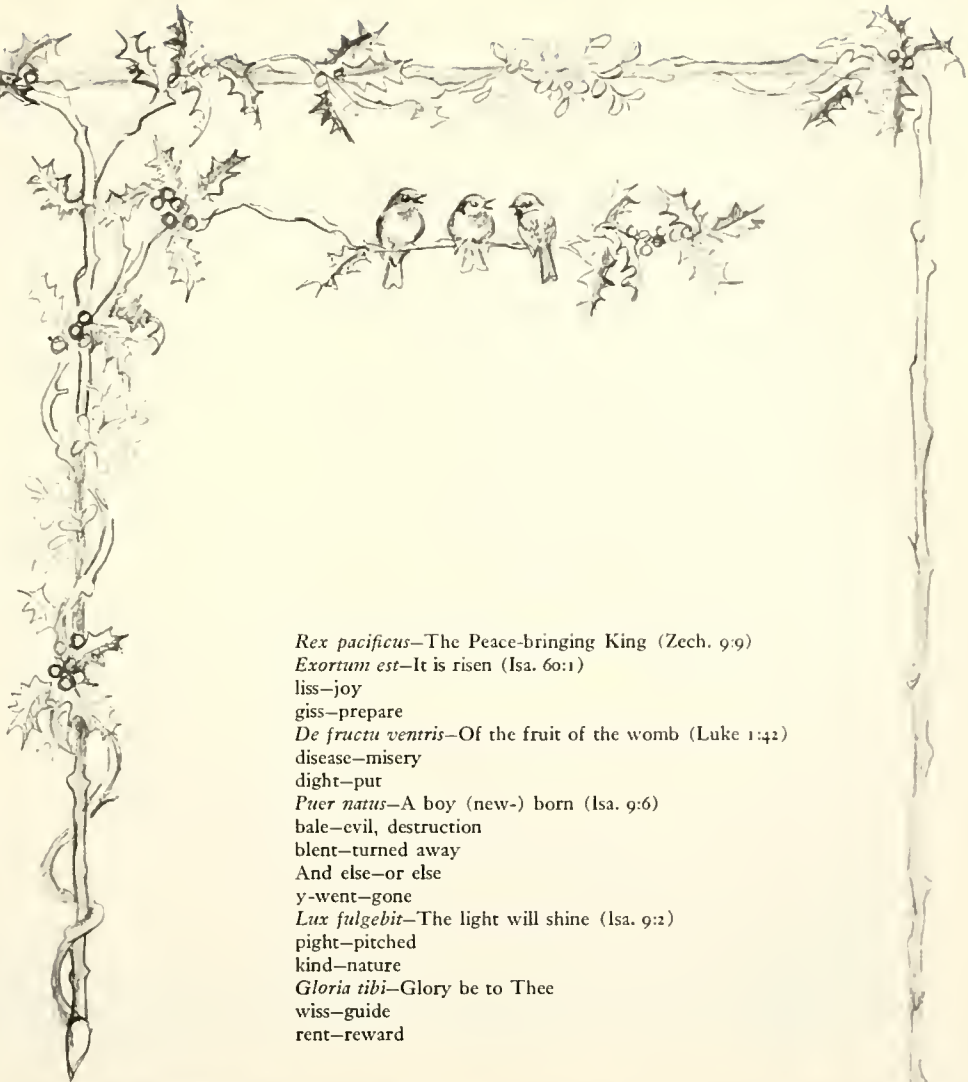 Rex pacificus—The Peace-bringing King (Zech. 9:9)
Exortum est—It is risen (Isa. 60:1)
liss—joy
giss—prepare
De fructu ventris—Of the fruit of the womb (Luke 1:42)
disease—misery
dight—put
Puer natus—A boy (new-) born (Isa. 9:6)
bale—evil, destruction
blent—turned away
And else—or else
y-went—gone
Lux fulgebit—The light will shine (Isa. 9:2)
pight—pitched
kind—nature
Gloria tibi—Glory be to Thee
wiss—guide
rent—reward